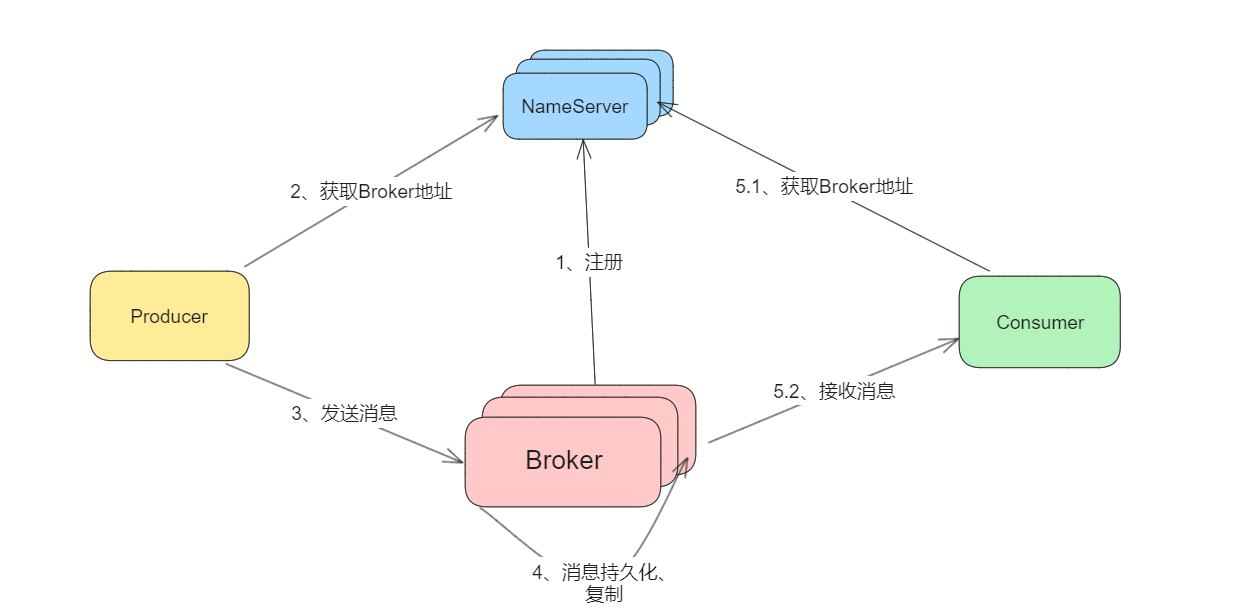 NameServer
2、获取Broker地址
5.1、获取Broker地址
1、注册
Producer
Consumer
3、发送消息
5.2、接收消息
Broker
4、消息持久化、
复制